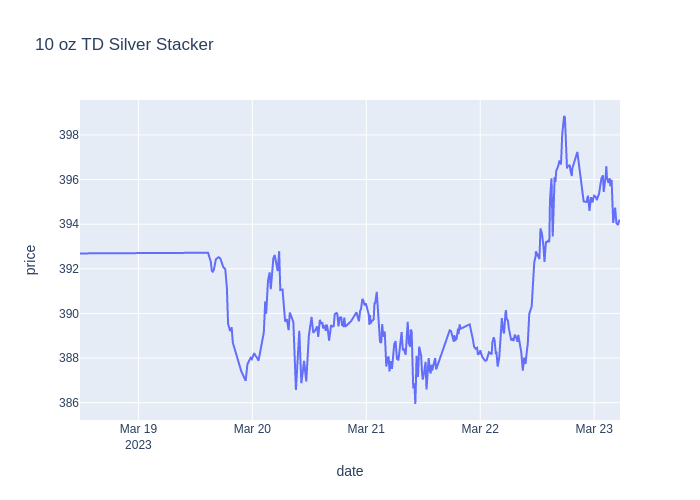 10 oz TD Silver Stacker
price
398
396
394
392
390
388
386
Mar 19
2023
Mar 20
Mar 21
Mar 22
Mar 23
date